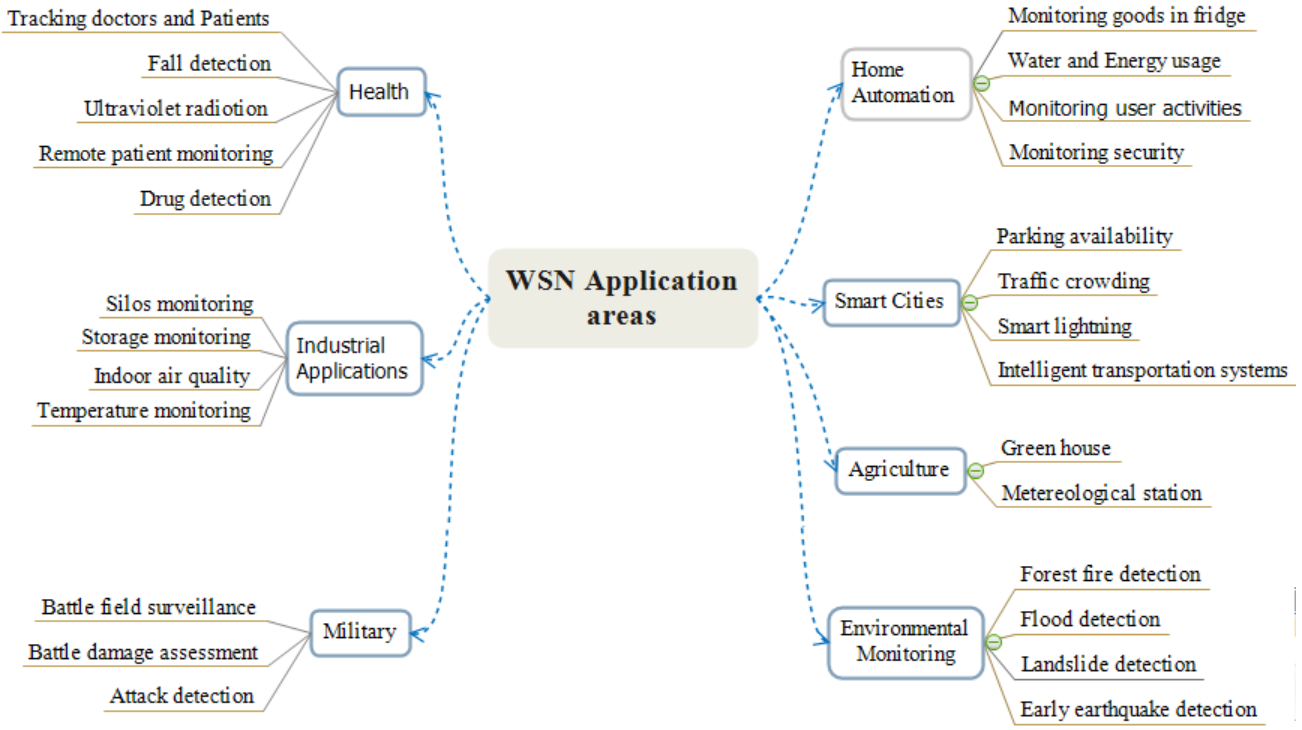 Tracking doctors and Patients
Fall detection
Ultraviolet radiotion
Remote patient monitoring
Drug detection
Health
Silos monitoring
Storage monitoring
Indoor air quality
Temperature monitoring
Industrial
Applications
Battle field surveillance
Battle damage assessment
Attack detection
Military
WSN Application
areas
Home
Automation
Monitoring goods in fridge
Water and Energy usage
Monitoring user activities
Monitoring security
Smart Cities
Parking availability
Traffic crowding
Smart lightning
Intelligent transportation systems
Agriculture
Green house
Metereological station
Environmental
Monitoring
Forest fire detection
Flood detection
Landslide detection
Early earthquake detection